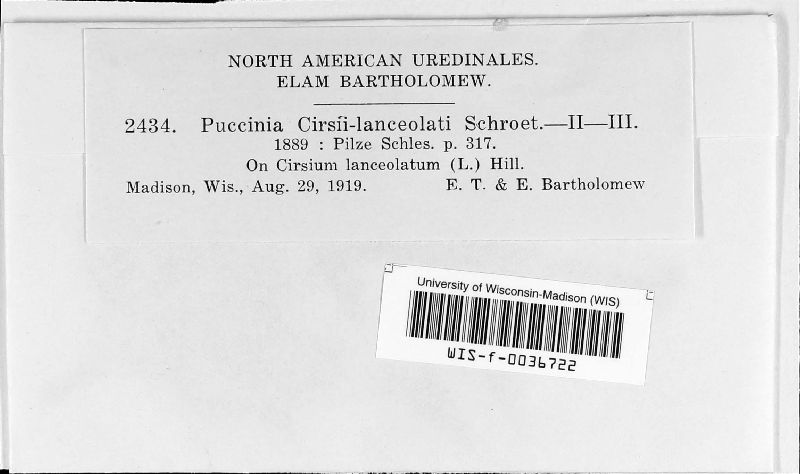 NORTH AMERICAN UREDINALES.
ELAM BARTHOLOMEW.
2434. Puccinia Cirsii-lanceolati Schroet.—II—III.
1889 : Pilze Schles. p. 317.
On Cirsium lanceolatum (L.) Hill.
Madison, Wis., Aug. 29, 1919. E. T. & E. Bartholomew
University of Wisconsin-Madison (WIS)
WIS-f-0036722